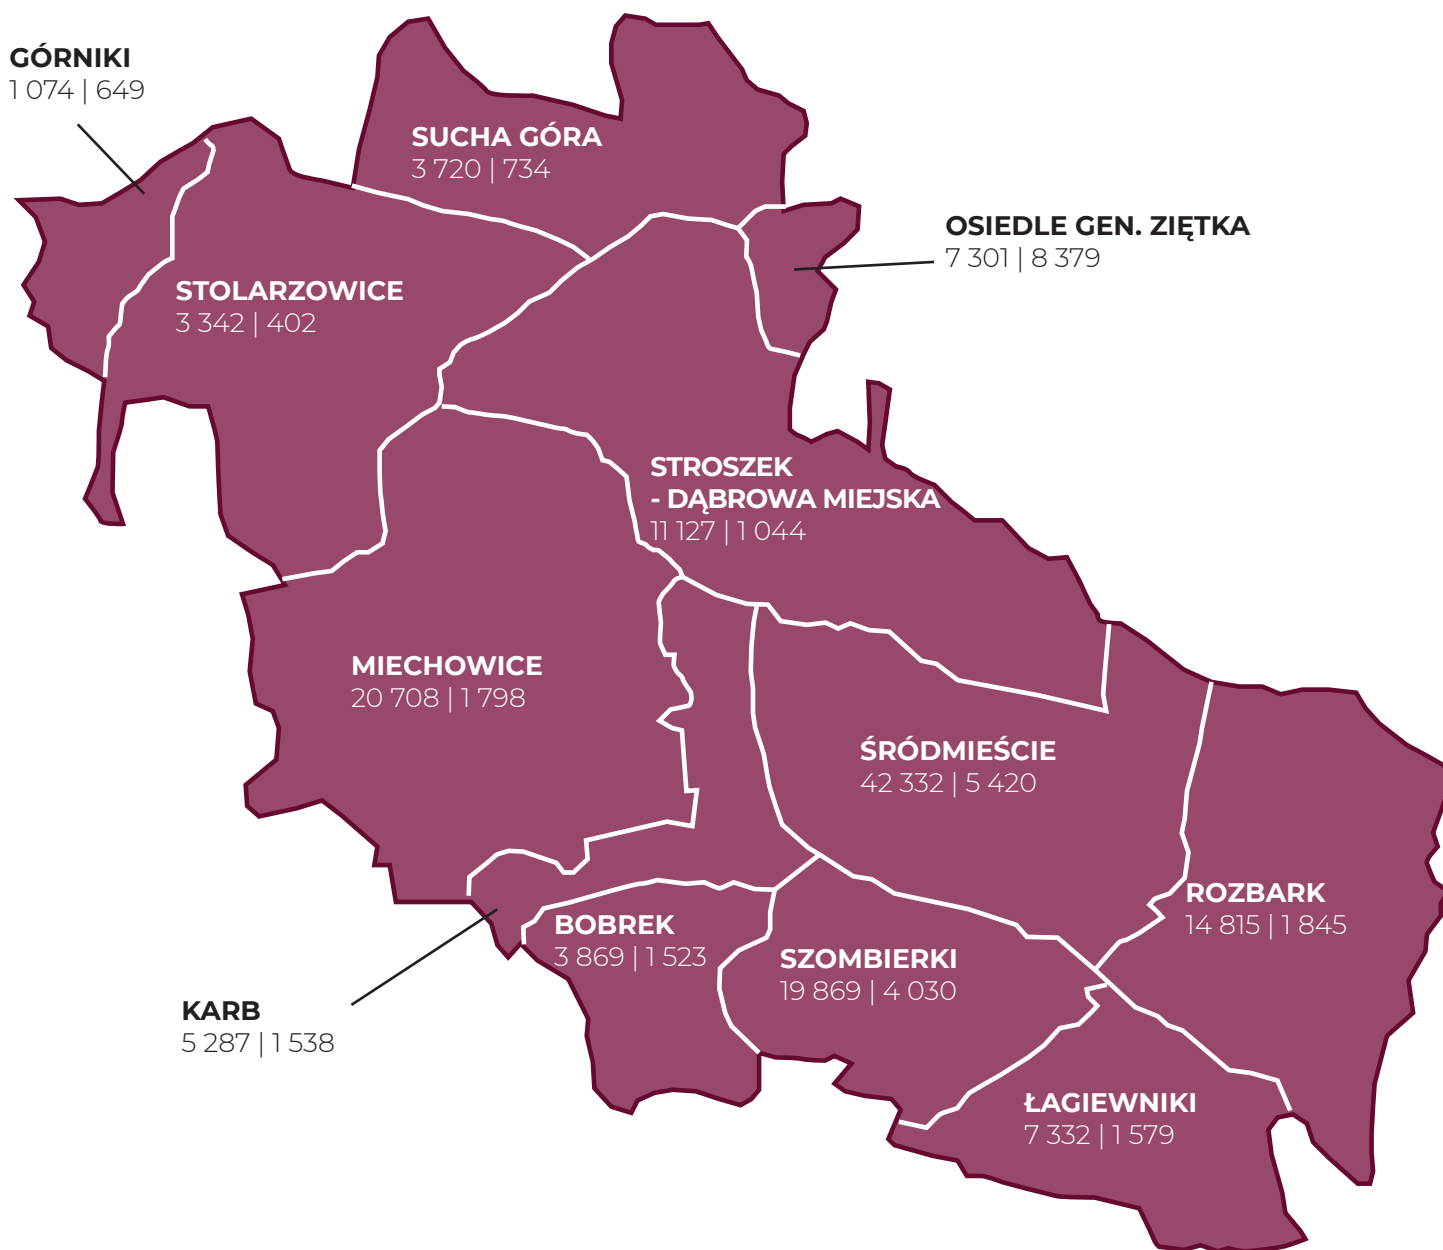 GÓRNIKI
1 074 | 649
SUCHA GÓRA
3 720 | 734
OSIEDLE GEN. ZIĘTKA
7 301 | 8 379
STOLARZOWICE
3 342 | 402
STROSZEK
- DĄBROWA MIEJSKA
11 127 | 1 044
MIECHOWICE
20 708 | 1 798
ŚRÓDMIEŚCIE
42 332 | 5 420
ROZBARK
14 815 | 1 845
BOBREK
3 869 | 1 523
SZOMBIERKI
19 869 | 4 030
KARB
5 287 | 1 538
ŁAGIEWNIKI
7 332 | 1 579